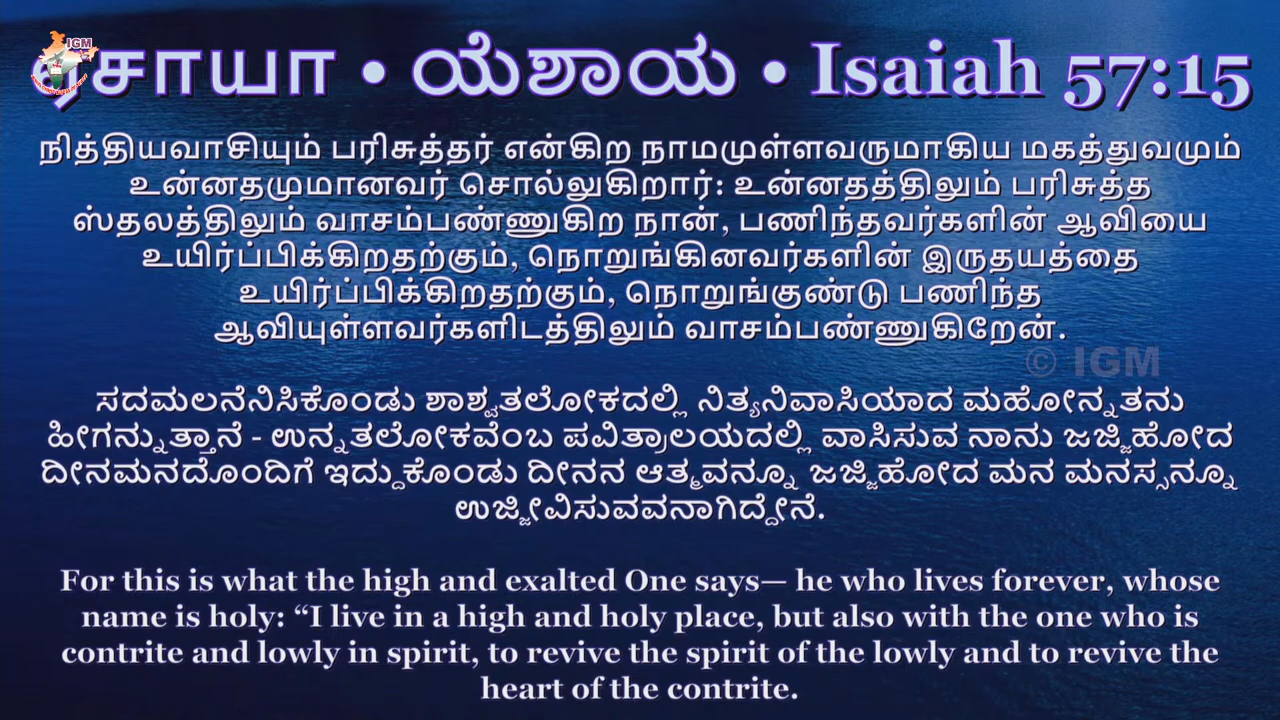 ஏசாயா • ಯೆಶಾಯ • Isaiah 57:15
IGM
நித்தியவாசியும் பரிசுத்தர் என்கிற நாமமுள்ளவருமாகிய மகத்துவமும்
உன்னதமுமானவர் சொல்லுகிறார்: உன்னதத்திலும் பரிசுத்த
ஸ்தலத்திலும் வாசம்பண்ணுகிற நான், பணிந்தவர்களின் ஆவியை
உயிர்ப்பிக்கிறதற்கும், நொறுங்கினவர்களின் இருதயத்தை
உயிர்ப்பிக்கிறதற்கும், நொறுங்குண்டு பணிந்த
ஆவியுள்ளவர்களிடத்திலும் வாசம்பண்ணுகிறேன்.
© IGM
ಸದಮಲನೆನಿಸಿಕೊಂಡು ಶಾಶ್ವತಲೋಕದಲ್ಲಿ ನಿತ್ಯನಿವಾಸಿಯಾದ ಮಹೋನ್ನತನು
ಹೀಗನ್ನುತ್ತಾನೆ - ಉನ್ನತಲೋಕವೆಂಬ ಪವಿತ್ರಾಲಯದಲ್ಲಿ ವಾಸಿಸುವ ನಾನು ಜಜ್ಜಿಹೋದ
ದೀನಮನದೊಂದಿಗೆ ಇದ್ದುಕೊಂಡು ದೀನನ ಆತ್ಮವನ್ನೂ ಜಜ್ಜಿಹೋದ ಮನ ಮನಸ್ಸನ್ನೂ
ಉಜ್ಜೀವಿಸುವವನಾಗಿದ್ದೇನೆ.
For this is what the high and exalted One says— he who lives forever, whose
name is holy: “I live in a high and holy place, but also with the one who is
contrite and lowly in spirit, to revive the spirit of the lowly and to revive the
heart of the contrite.